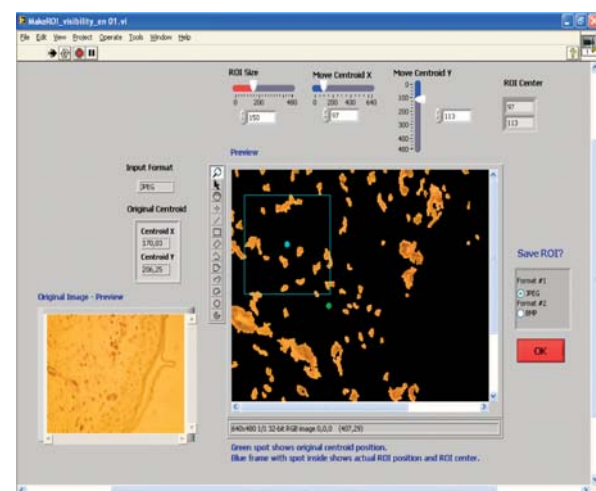 MakeROI_visibility_en 01.vi
File Edit View Project Operate Tools Window Help
ROI Size
0 200 460
150
Move Centroid X
0 200 400 640
97
Move Centroid Y
0
100
200
300
400
113
ROI Center
97
113
Preview
Input Format
JPEG
Original Centroid
Centroid X
170,03
Centroid Y
206,25
Original Image - Preview
640x480 1/1 32-bit RGB image 0,0,0 (407,29)
Green spot shows original centroid position.
Blue frame with spot inside shows actual ROI position and ROI center.
Save ROI?
Format #1
JPEG
Format #2
BMP
OK